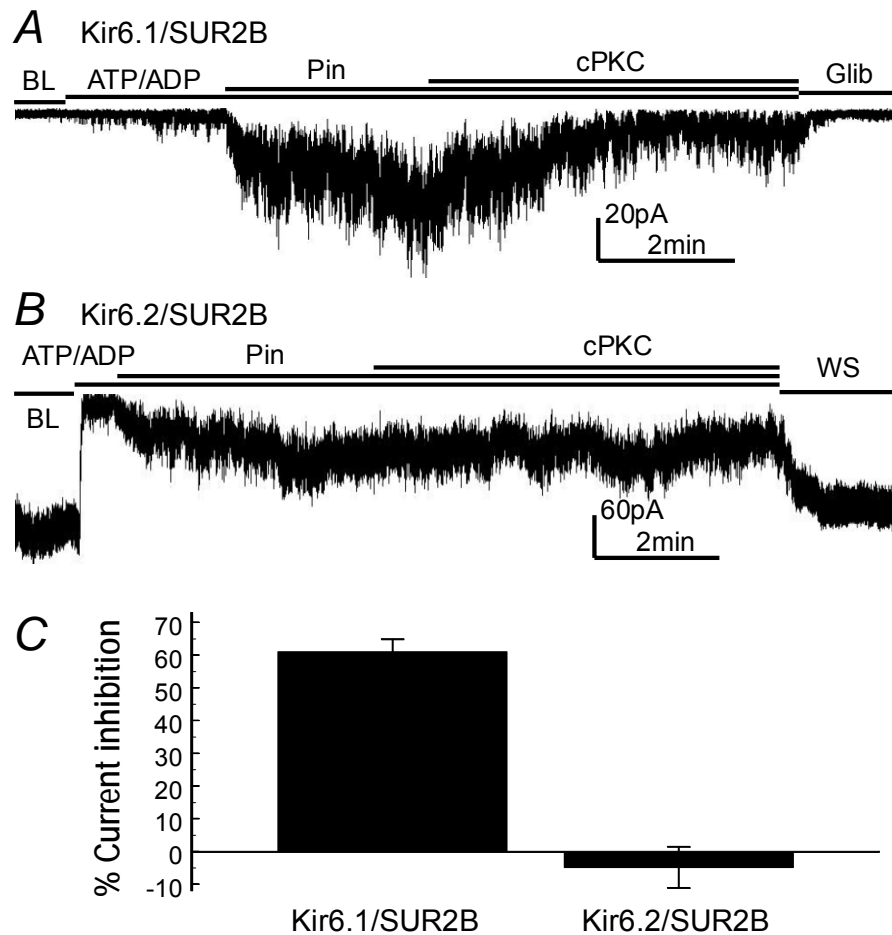 A Kir6.1/SUR2B
BL ATP/ADP Pin cPKC Glib
20pA
2min
B Kir6.2/SUR2B
ATP/ADP Pin cPKC WS
BL
60pA
2min
C
% Current inhibition
70
60
50
40
30
20
10
0
-10
Kir6.1/SUR2B Kir6.2/SUR2B